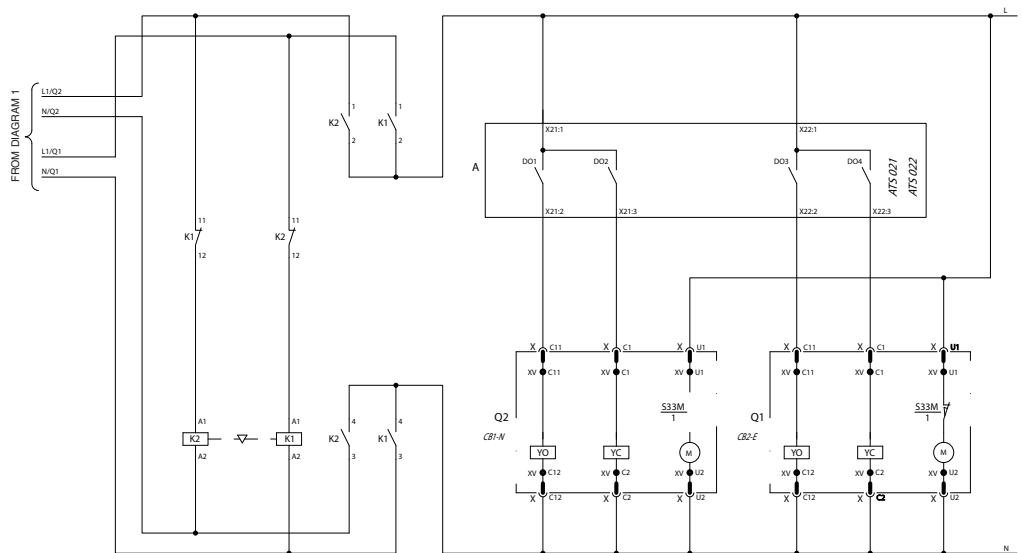 L
FROM DIAGRAM 1
L1/Q2
N/Q2
L1/Q1
N/Q1
1
1
K2
K1
2
2
X21:1
X22:1
A
DO1
DO2
DO3
DO4
ATS 021
ATS 022
X21:2
X21:3
X22:2
X22:3
11
11
K1
K2
12
12
X
C11
X
C1
X
U1
X
C11
X
C1
X
U1
XV
C11
XV
C1
XV
U1
XV
C11
XV
C1
XV
U1
Q2
S33M
1
Q1
S33M
1
CB1-N
CB2-E
A1
A1
4
4
K2
K1
K2
K1
A2
A2
3
3
YO
YC
M
YO
YC
M
XV
C12
XV
C2
XV
U2
XV
C12
XV
C2
XV
U2
X
C12
X
C2
X
U2
X
C12
X
C2
X
U2
N